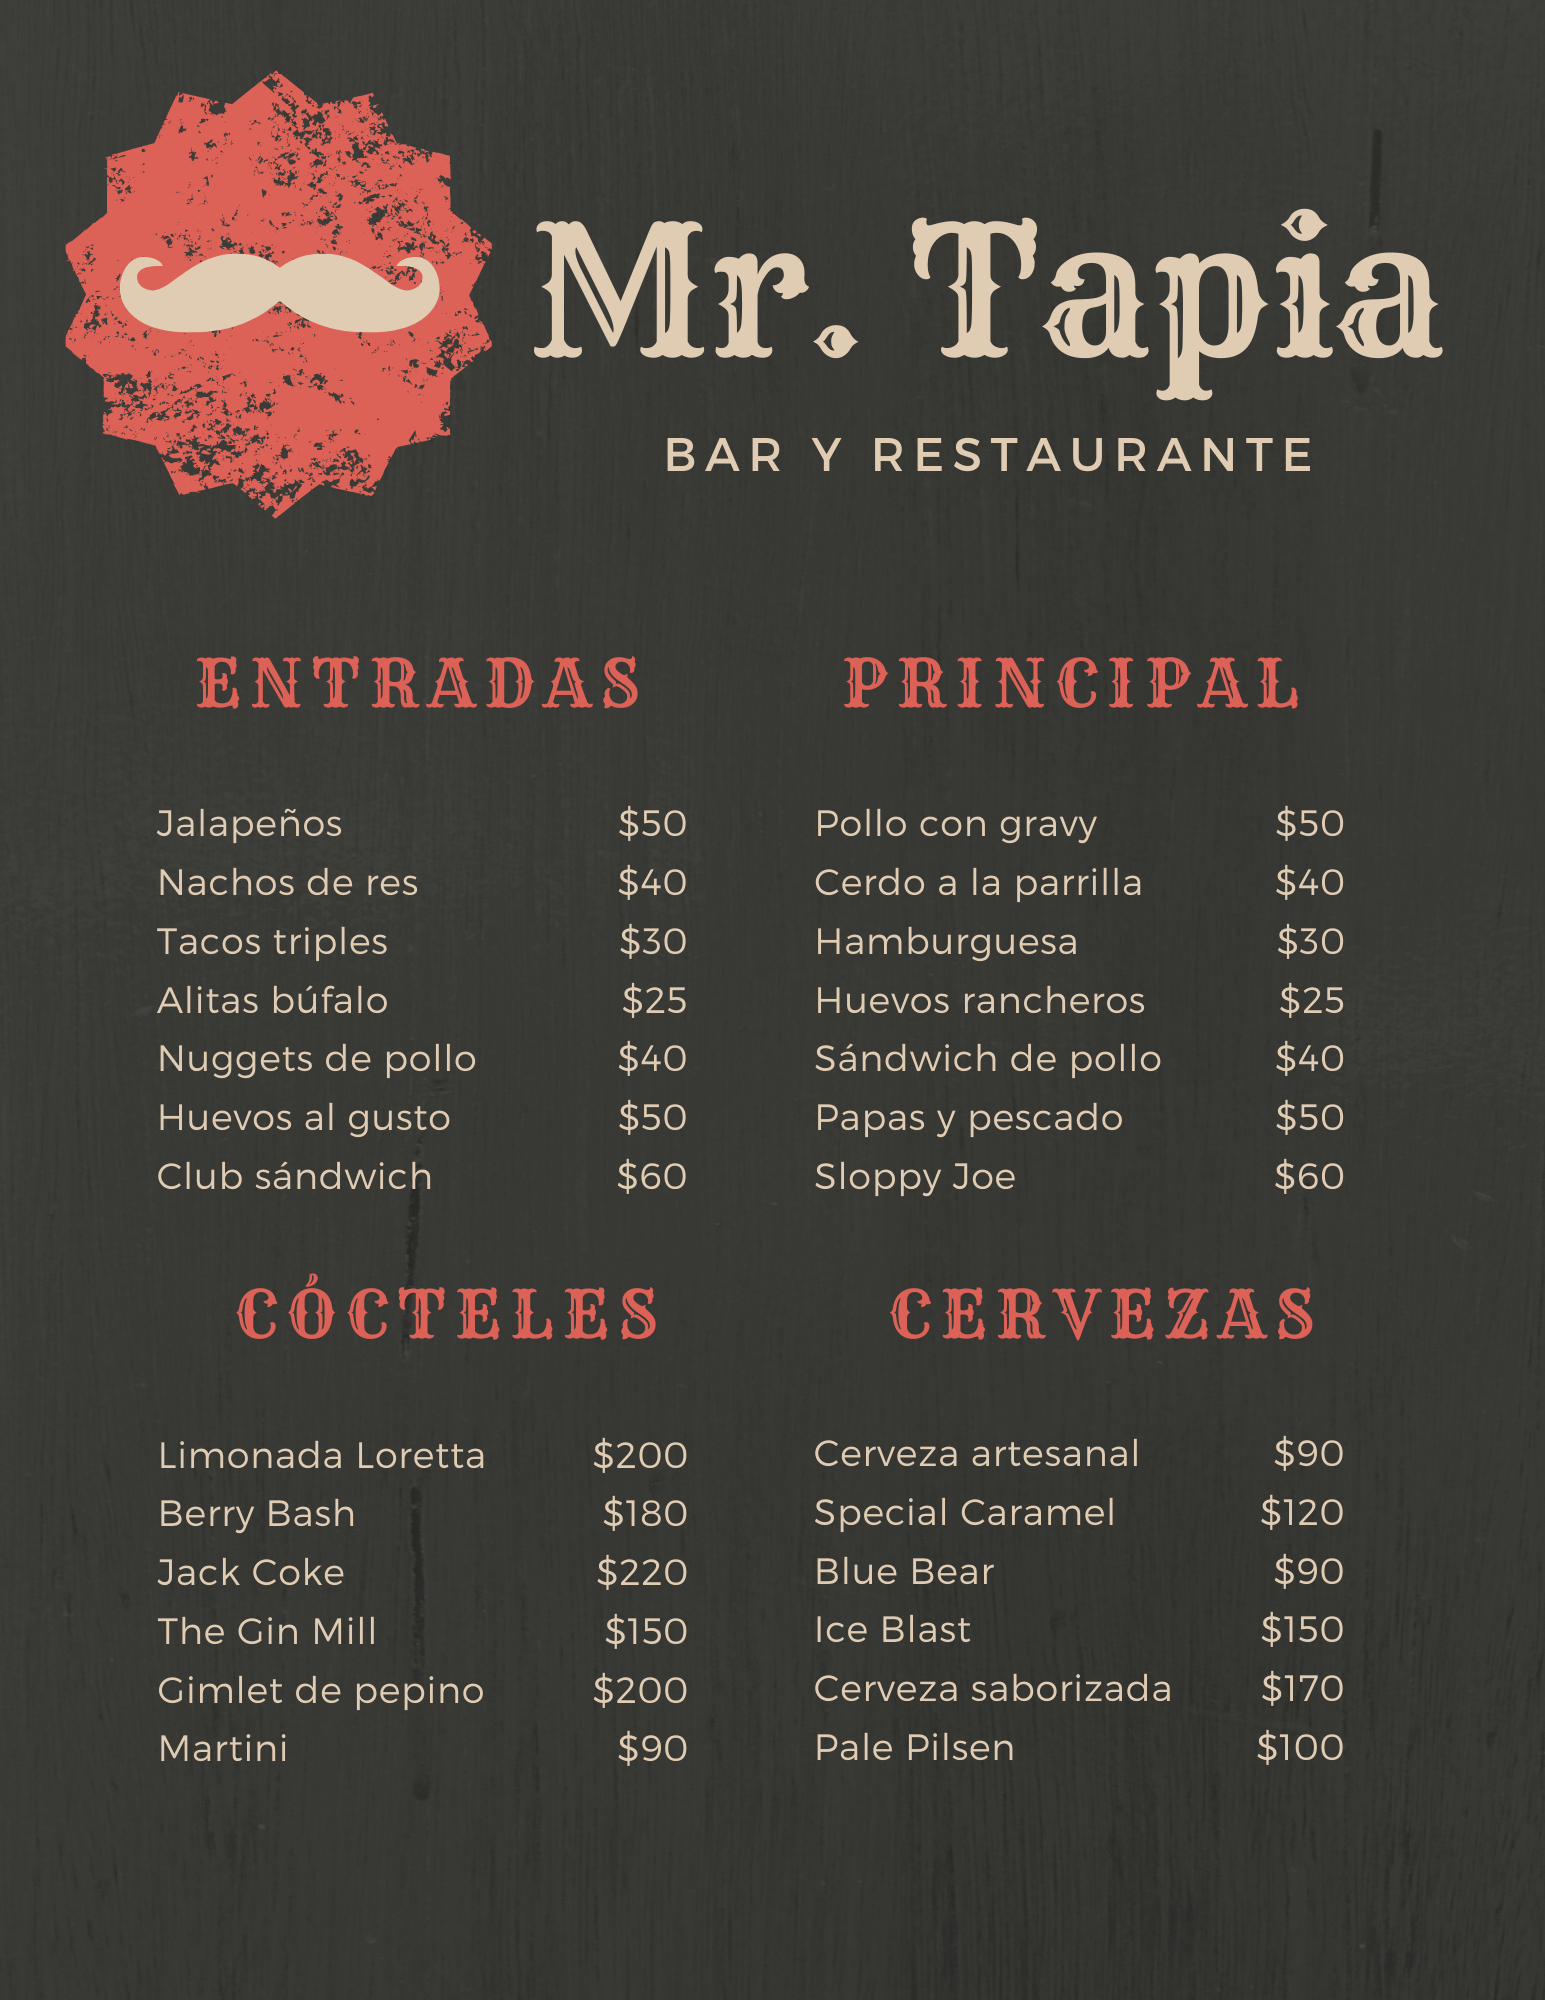 Mr. Tapia
BAR Y RESTAURANTE
ENTRADAS
Jalapeños $50
Nachos de res $40
Tacos triples $30
Alitas búfalo $25
Nuggets de pollo $40
Huevos al gusto $50
Club sándwich $60
PRINCIPAL
Pollo con gravy $50
Cerdo a la parrilla $40
Hamburguesa $30
Huevos rancheros $25
Sándwich de pollo $40
Papas y pescado $50
Sloppy Joe $60
CÓCTELES
Limonada Loretta $200
Berry Bash $180
Jack Coke $220
The Gin Mill $150
Gimlet de pepino $200
Martini $90
CERVEZAS
Cerveza artesanal $90
Special Caramel $120
Blue Bear $90
Ice Blast $150
Cerveza saborizada $170
Pale Pilsen $100